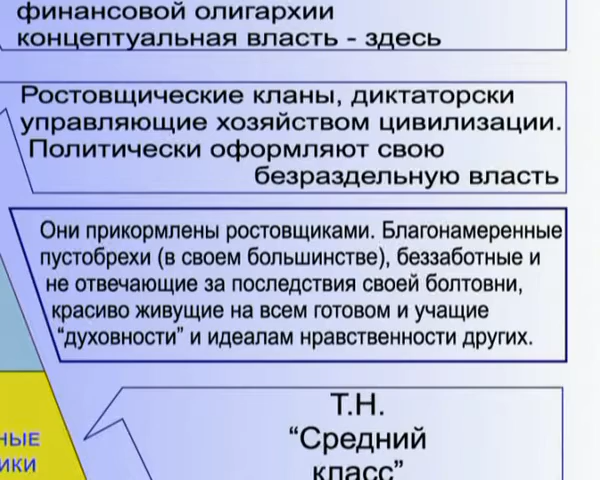 финансовой олигархии
концептуальная власть - здесь
Ростовщические кланы, диктаторски
управляющие хозяйством цивилизации.
Политически оформляют свою
безраздельную власть
Они прикормлены ростовщиками. Благонамеренные
пустобрехи (в своем большинстве), беззаботные и
не отвечающие за последствия своей болтовни,
красиво живущие на всем готовом и учащие
“духовности” и идеалам нравственности других.
Т.Н.
“Средний
класс”